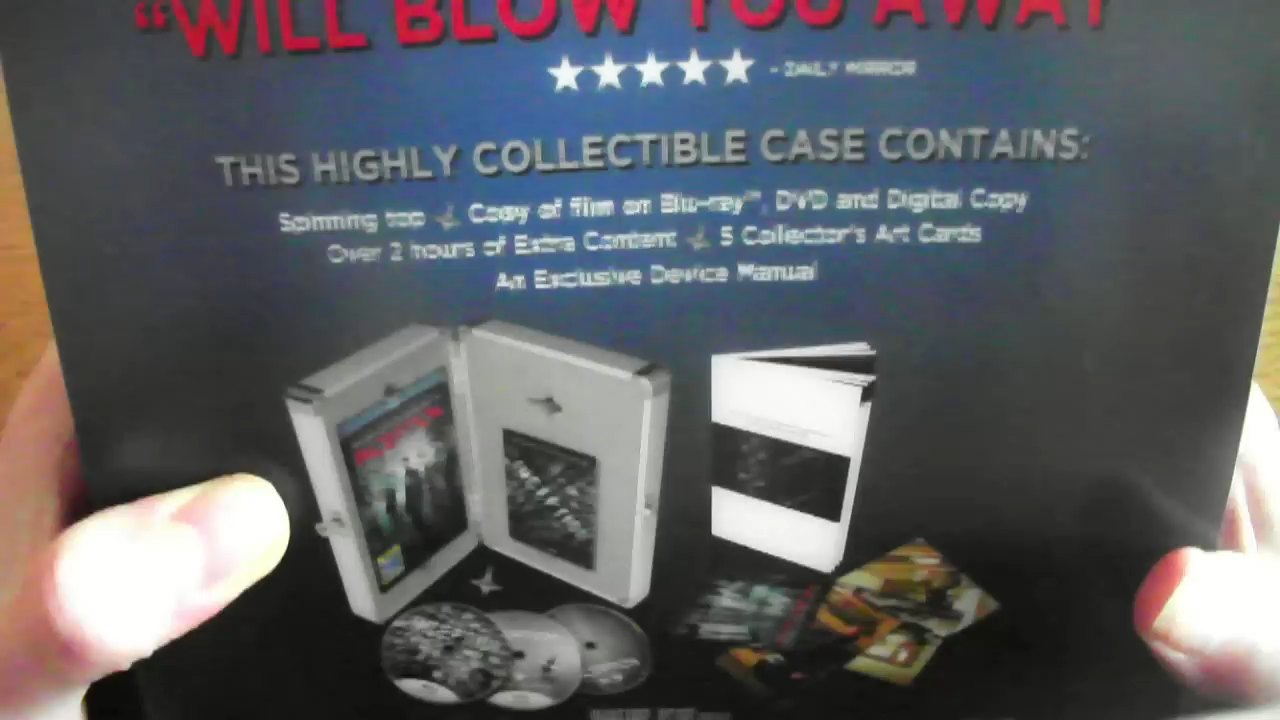 "WILL BLOW YOU AWAY
★★★★★ - DAILY MIRROR
THIS HIGHLY COLLECTIBLE CASE CONTAINS:
Spinning top Copy of film on Blu-ray™, DVD and Digital Copy
Over 2 hours of Extra Content 5 Collector's Art Cards
An Exclusive Device Manual